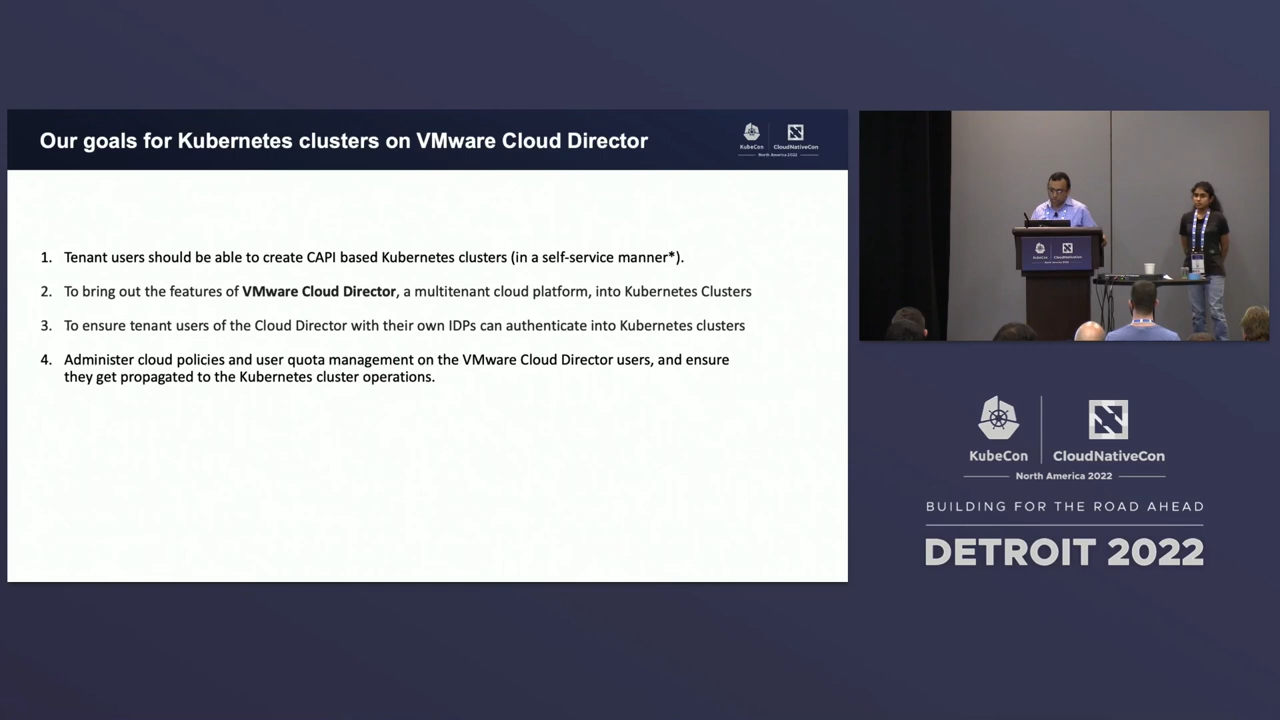 Our goals for Kubernetes clusters on VMware Cloud Director
KubeCon
CloudNativeCon
North America 2022
1. Tenant users should be able to create CAPI based Kubernetes clusters (in a self-service manner*).
2. To bring out the features of VMware Cloud Director, a multitenant cloud platform, into Kubernetes Clusters
3. To ensure tenant users of the Cloud Director with their own IDPs can authenticate into Kubernetes clusters
4. Administer cloud policies and user quota management on the VMware Cloud Director users, and ensure
they get propagated to the Kubernetes cluster operations.
KubeCon
CloudNativeCon
North America 2022
BUILDING FOR THE ROAD AHEAD
DETROIT 2022